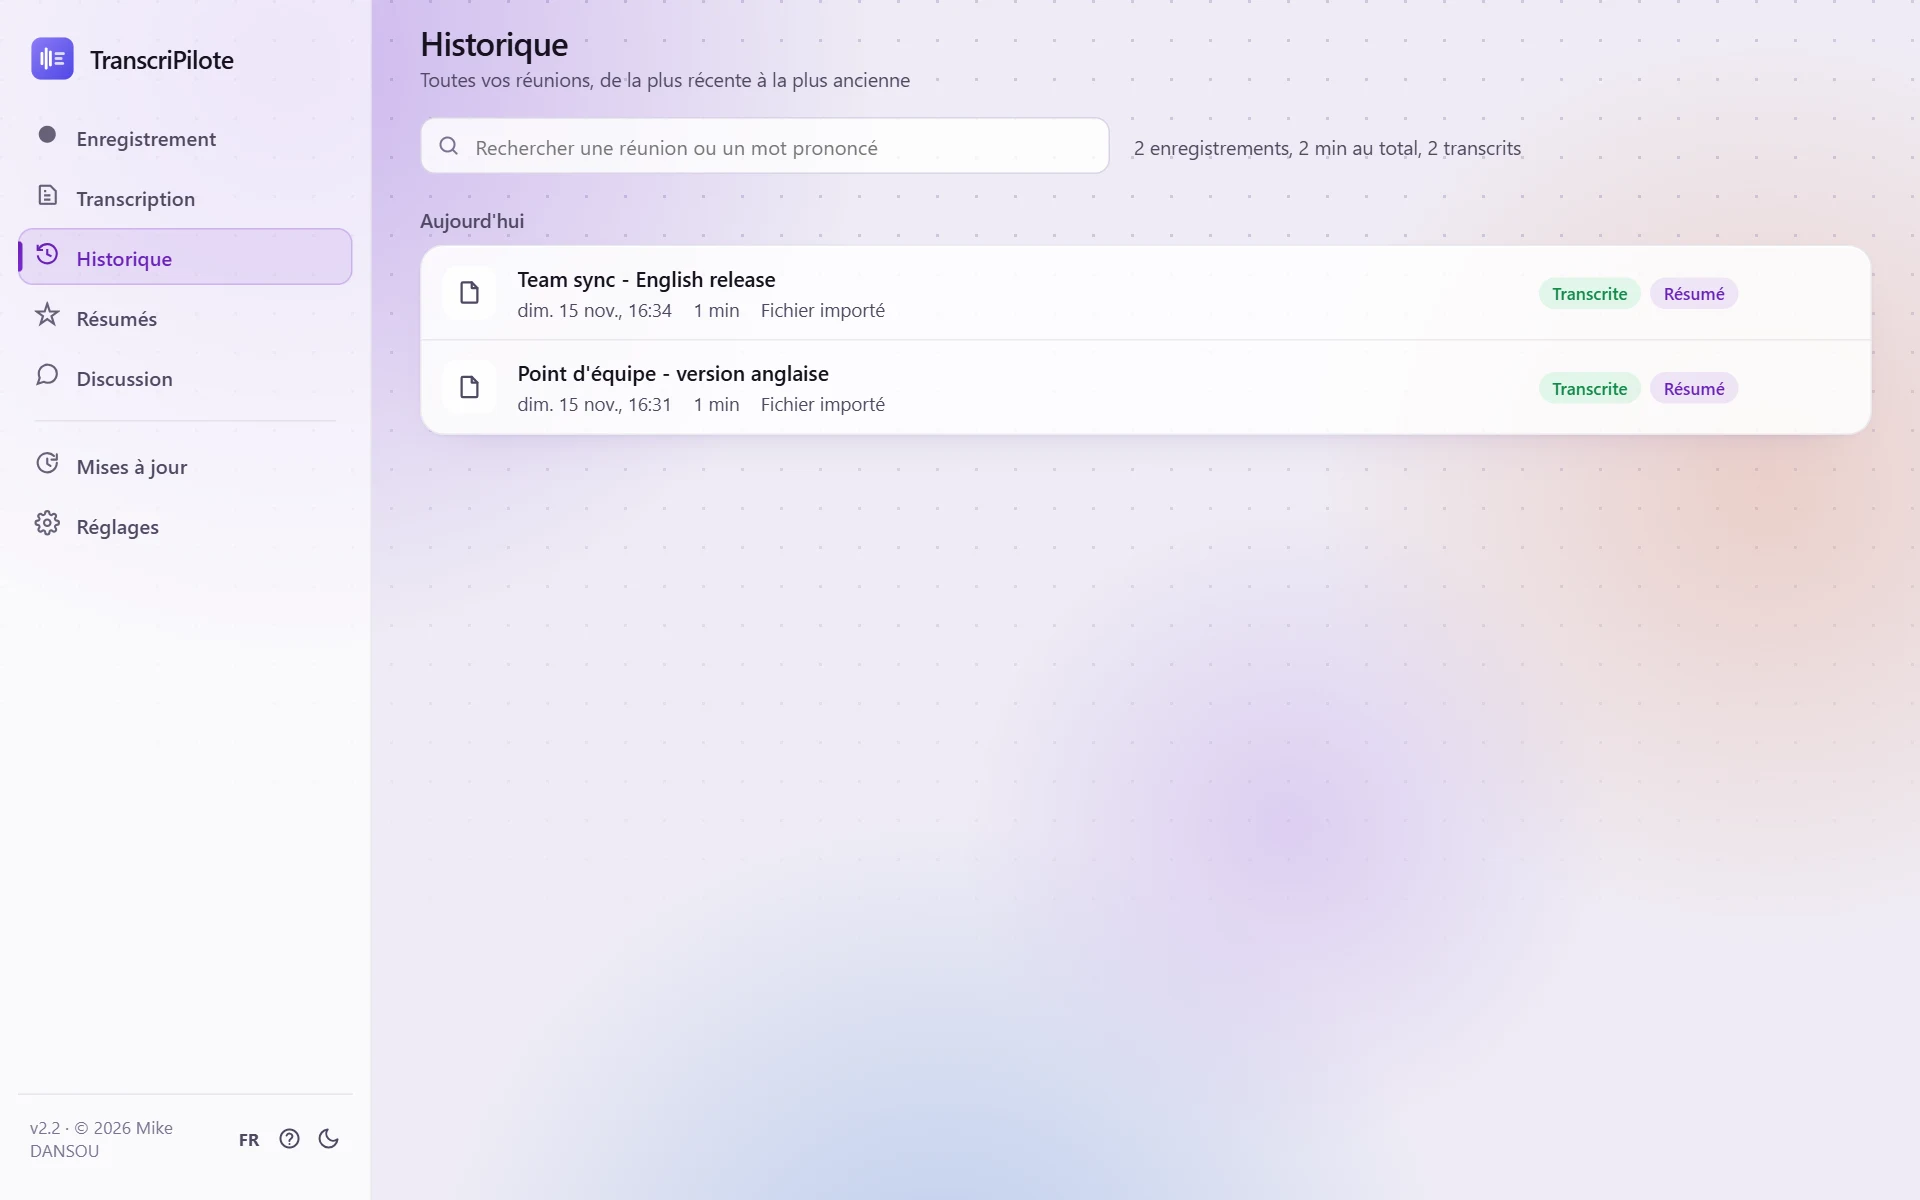 TranscriPilote
Enregistrement
Transcription
Historique
Résumés
Discussion
Mises à jour
Réglages
v2.2 · © 2026 Mike
DANSOU
FR
Historique
Toutes vos réunions, de la plus récente à la plus ancienne
Rechercher une réunion ou un mot prononcé
2 enregistrements, 2 min au total, 2 transcrits
Aujourd'hui
Team sync - English release
dim. 15 nov., 16:34 1 min Fichier importé
Transcrite Résumé
Point d'équipe - version anglaise
dim. 15 nov., 16:31 1 min Fichier importé
Transcrite Résumé